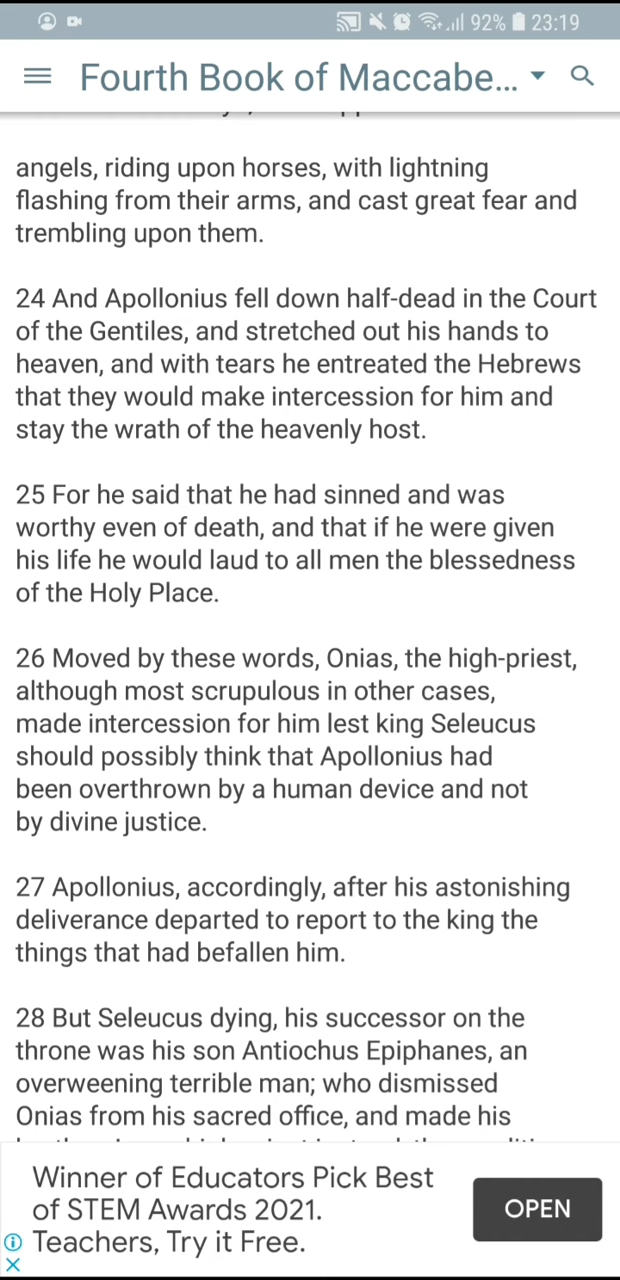 92% 23:19
Fourth Book of Maccabe...
angels, riding upon horses, with lightning
flashing from their arms, and cast great fear and
trembling upon them.
24 And Apollonius fell down half-dead in the Court
of the Gentiles, and stretched out his hands to
heaven, and with tears he entreated the Hebrews
that they would make intercession for him and
stay the wrath of the heavenly host.
25 For he said that he had sinned and was
worthy even of death, and that if he were given
his life he would laud to all men the blessedness
of the Holy Place.
26 Moved by these words, Onias, the high-priest,
although most scrupulous in other cases,
made intercession for him lest king Seleucus
should possibly think that Apollonius had
been overthrown by a human device and not
by divine justice.
27 Apollonius, accordingly, after his astonishing
deliverance departed to report to the king the
things that had befallen him.
28 But Seleucus dying, his successor on the
throne was his son Antiochus Epiphanes, an
overweening terrible man; who dismissed
Onias from his sacred office, and made his
Winner of Educators Pick Best
of STEM Awards 2021.
Teachers, Try it Free.
OPEN